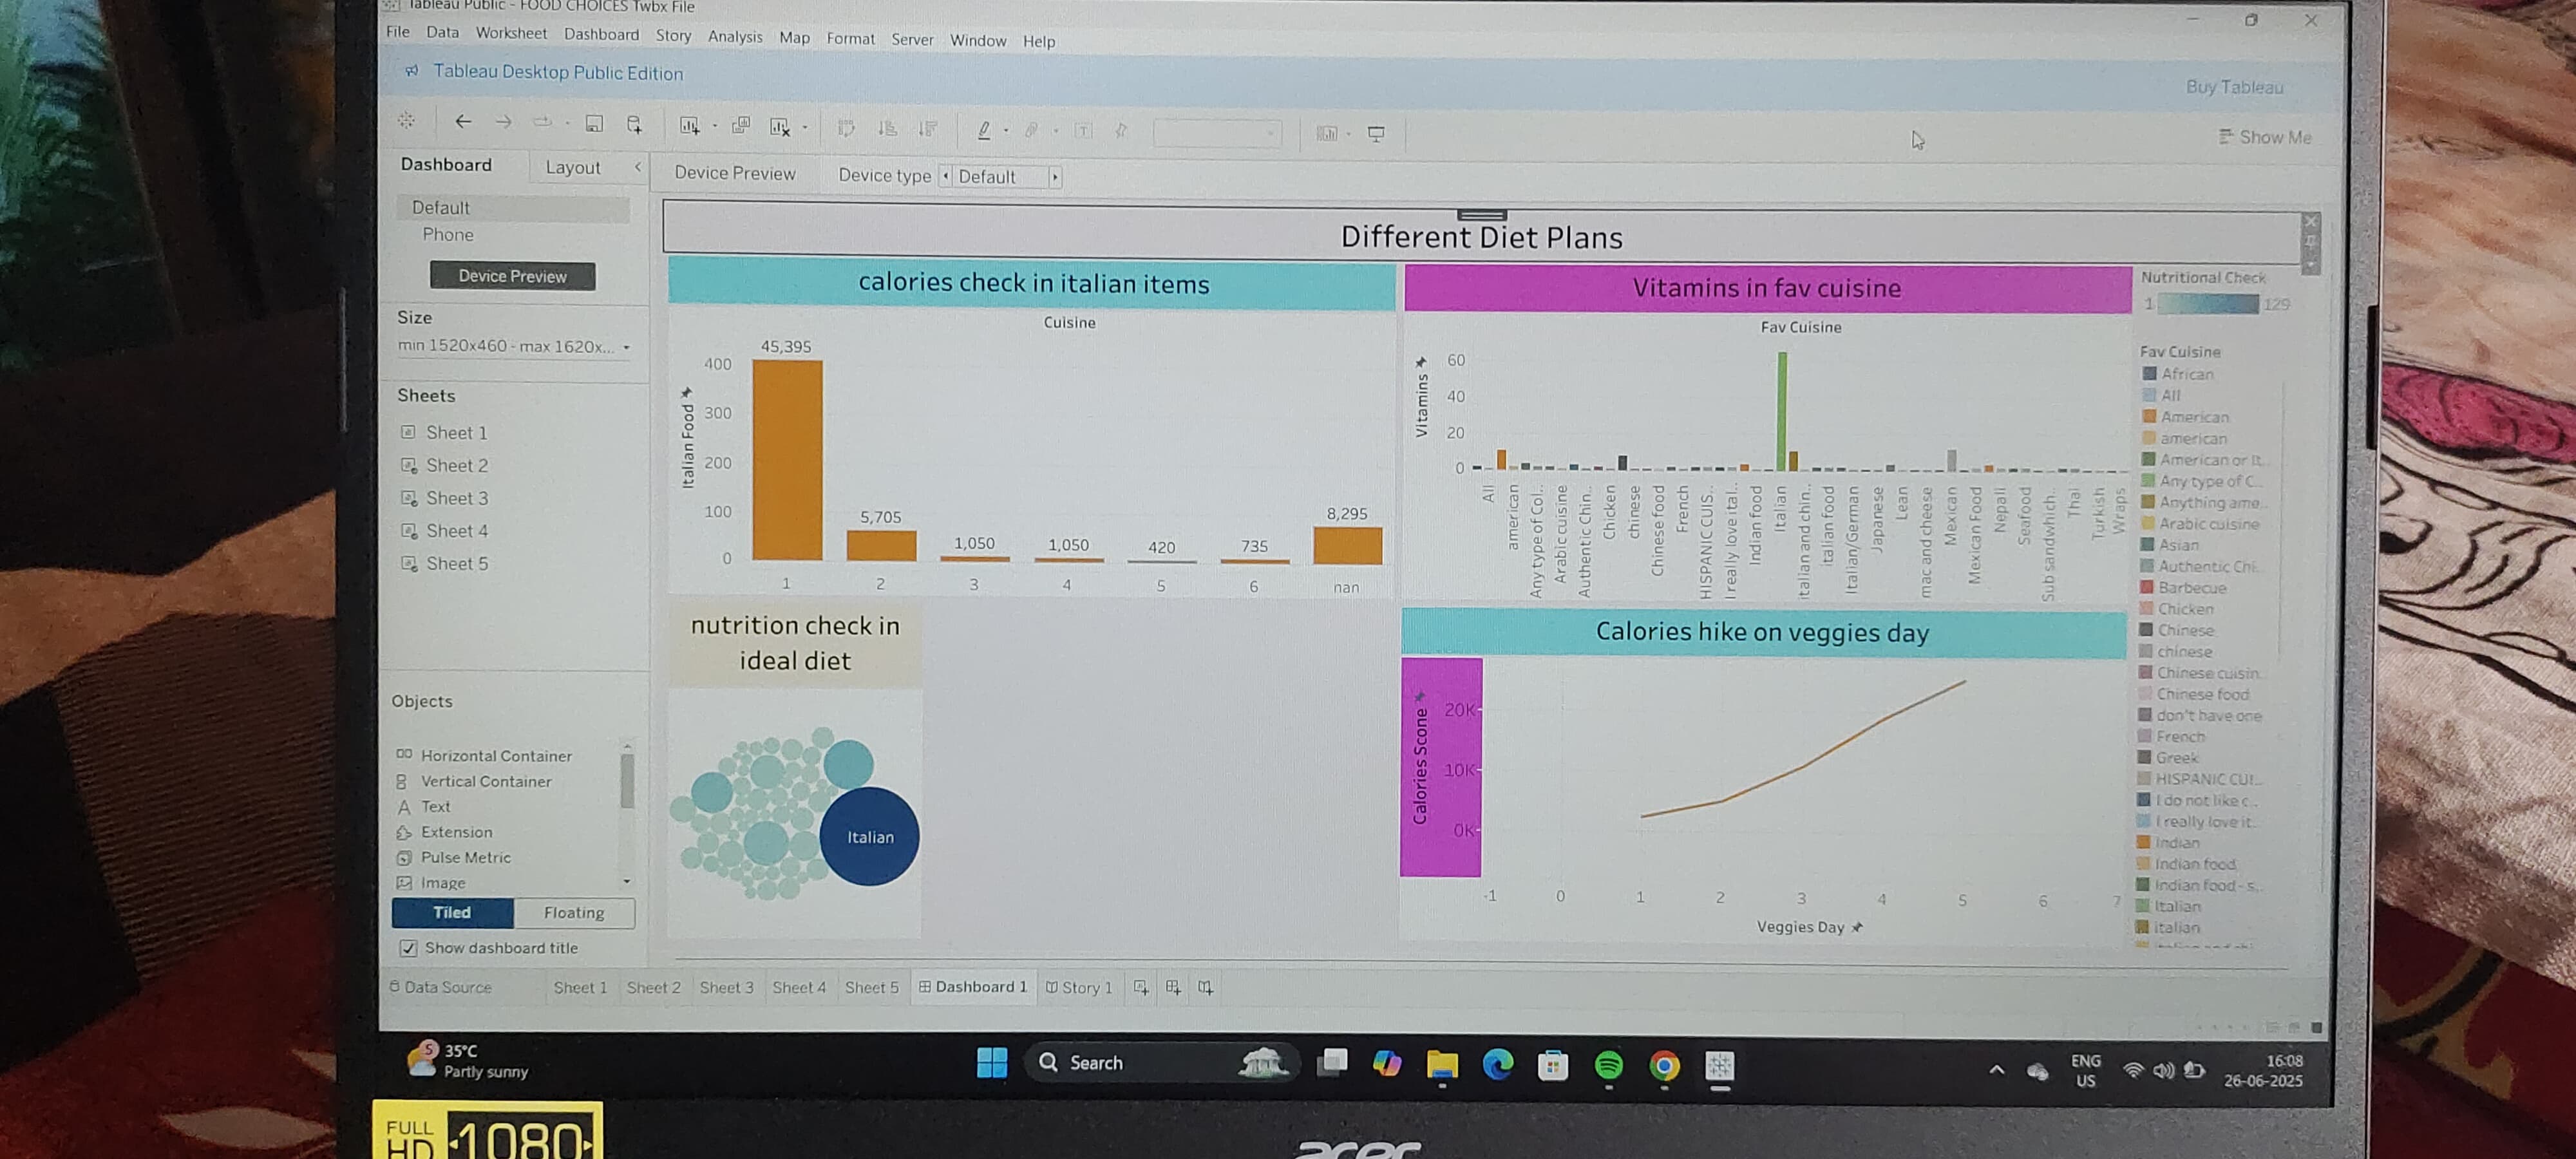 Tableau Public - FOOD CHOICES Twbx File
File Data Worksheet Dashboard Story Analysis Map Format Server Window Help
Tableau Desktop Public Edition
Buy Tableau
Show Me
Dashboard
Layout
Device Preview
Device type
Default
Default
Phone
Device Preview
Size
min 1520x460 - max 1620x...
Sheets
Sheet 1
Sheet 2
Sheet 3
Sheet 4
Sheet 5
Objects
Horizontal Container
Vertical Container
Text
Extension
Pulse Metric
Image
Tiled
Floating
Show dashboard title
Different Diet Plans
calories check in italian items
Cuisine
Italian Food
400
300
200
100
0
45,395
5,705
1,050
1,050
420
735
8,295
1 2 3 4 5 6 nan
Vitamins in fav cuisine
Fav Cuisine
Vitamins
60
40
20
0
All
american
Any type of Col..
Arabic cuisine
Authentic Chin..
Chicken
chinese
Chinese food
French
HISPANIC CUIS..
I really love ital..
Indian food
Italian
italian and chin..
italian food
Italian/German
Japanese
Lean
mac and cheese
Mexican
Mexican Food
Nepali
Seafood
Sub sandwhich..
Thai
Turkish
Wraps
nutrition check in
ideal diet
Italian
Calories hike on veggies day
Calories Scone
20K
10K
0K
-1 0 1 2 3 4 5 6 7
Veggies Day
Nutritional Check
1 129
Fav Cuisine
African
All
American
american
American or It..
Any type of C..
Anything ame..
Arabic cuisine
Asian
Authentic Chi..
Barbecue
Chicken
Chinese
chinese
Chinese cuisin..
Chinese food
don't have one
French
Greek
HISPANIC CUI..
I do not like c..
I really love it..
Indian
Indian food
Indian food - s..
Italian
italian
Data Source
Sheet 1 Sheet 2 Sheet 3 Sheet 4 Sheet 5 Dashboard 1 Story 1
S
35°C
Partly sunny
Search
ENG
US
16:08
26-06-2025
FULL
HD
1080
acer